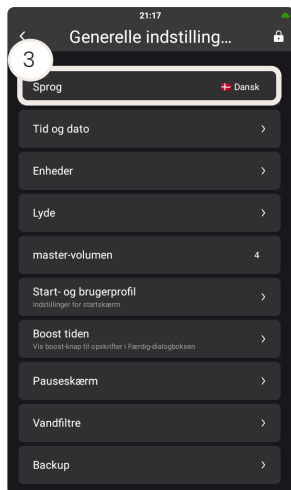 21:17
Generelle indstilling...
3
Sprog Dansk
Tid og dato
Enheder
Lyde
master-volumen 4
Start- og brugerprofil
Indstillinger for startskærm
Boost tiden
Vis boost-knap til opskrifter i Færdig-dialogboksen
Pauseskærm
Vandfiltre
Backup